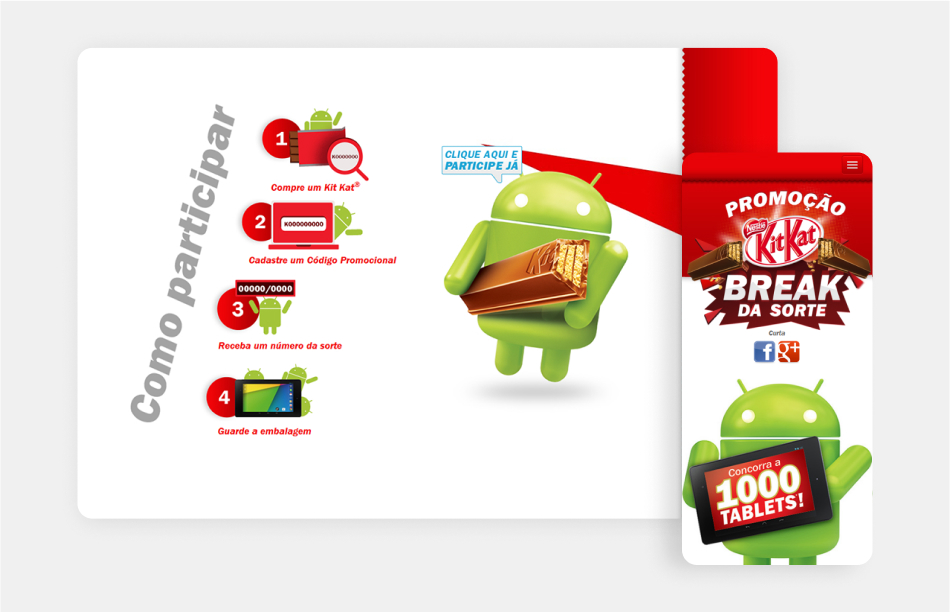 Como participar
1
K0000000
Compre um Kit Kat®
2
K000000000
Cadastre um Código Promocional
00000/0000
3
Receba um número da sorte
4
Guarde a embalagem
CLIQUE AQUI E
PARTICIPE JÁ
PROMOÇÃO
Nestlé
KitKat
BREAK
DA SORTE
Curta
f
g+
Concorra a
1000
TABLETS!